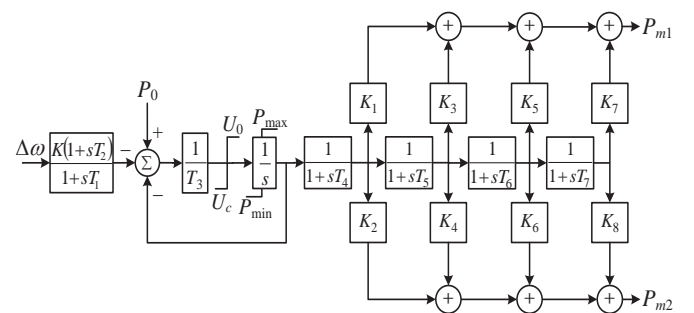 P_{m1}
K_1 K_3 K_5 K_7
P_0
U_0 P_{max}
Δω K(1+sT_2)/(1+sT_1) − + Σ − 1/T_3 1/s 1/(1+sT_4) 1/(1+sT_5) 1/(1+sT_6) 1/(1+sT_7)
U_c P_{min}
K_2 K_4 K_6 K_8
+ + + P_{m2}